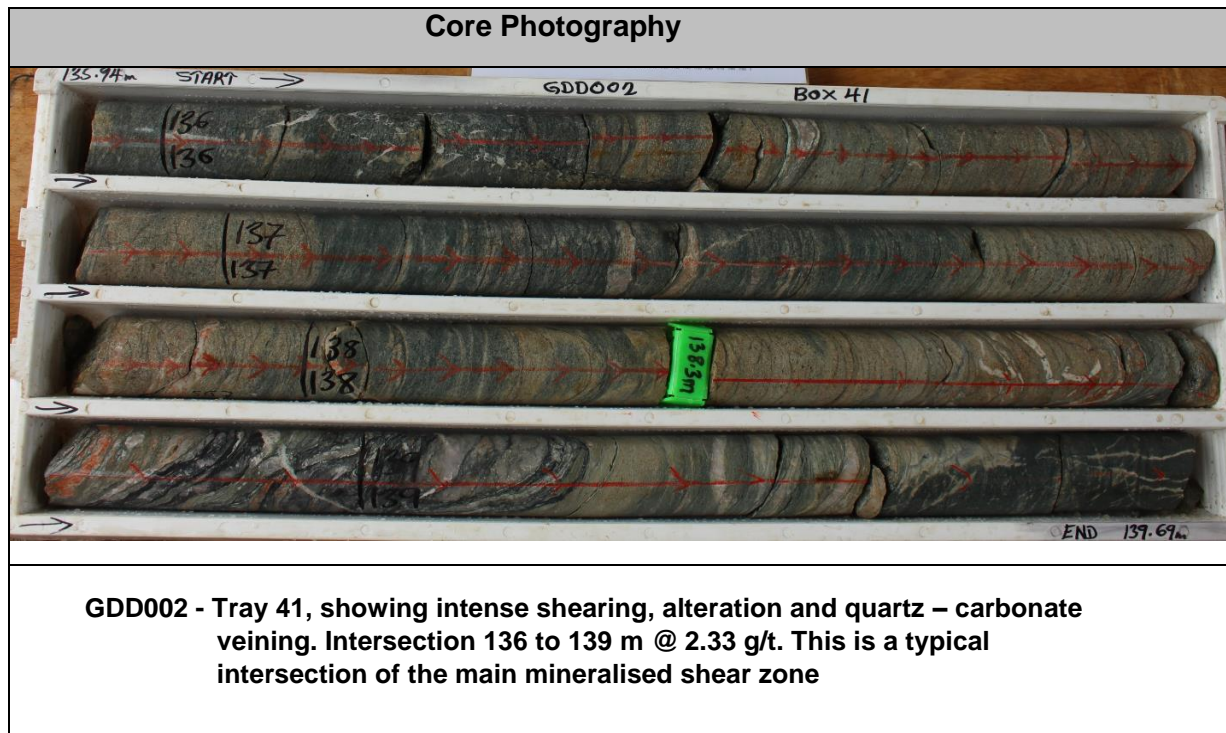 Core Photography
135.94m START →
GDD002
BOX 41
136
136
137
137
138
138
138.3m
139
END 139.69m
GDD002 - Tray 41, showing intense shearing, alteration and quartz – carbonate
veining. Intersection 136 to 139 m @ 2.33 g/t. This is a typical
intersection of the main mineralised shear zone